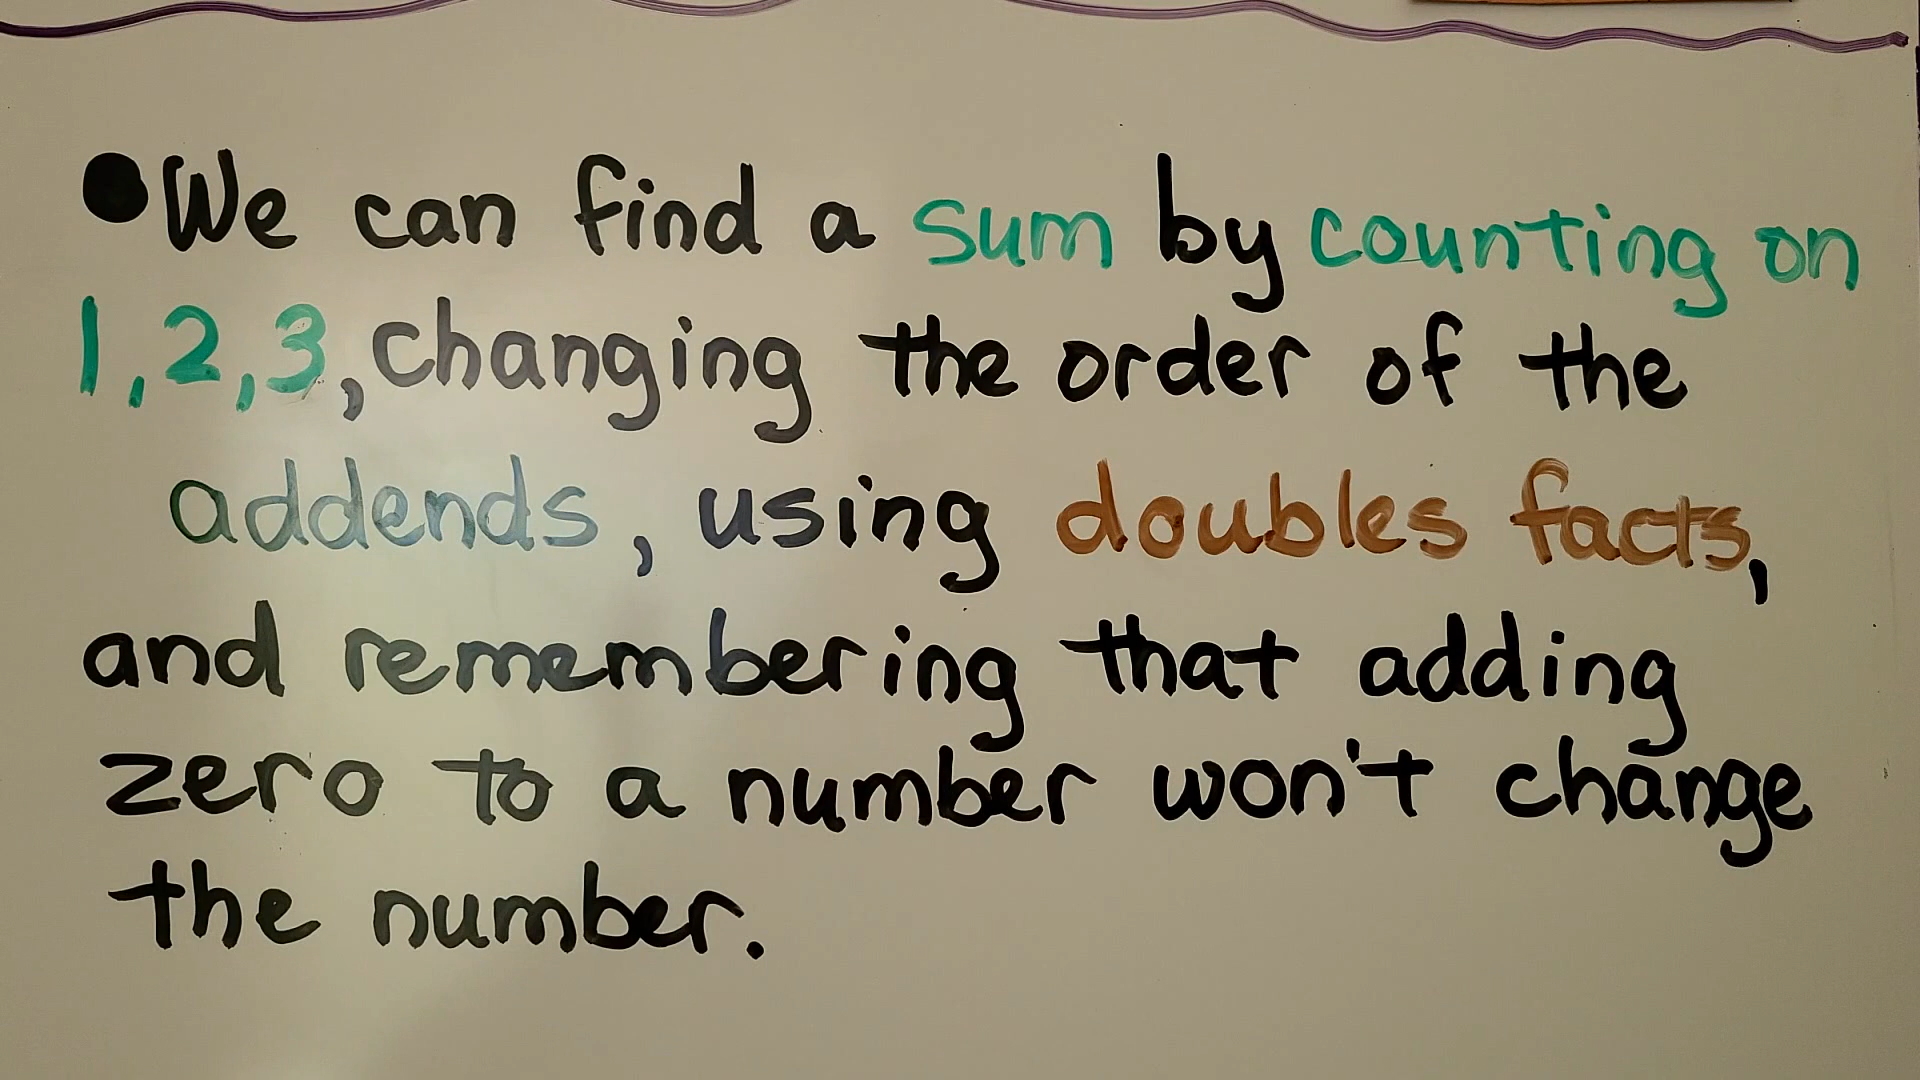 ●We can find a sum by counting on
1,2,3, changing the order of the
addends, using doubles facts,
and remembering that adding
zero to a number won't change
the number.